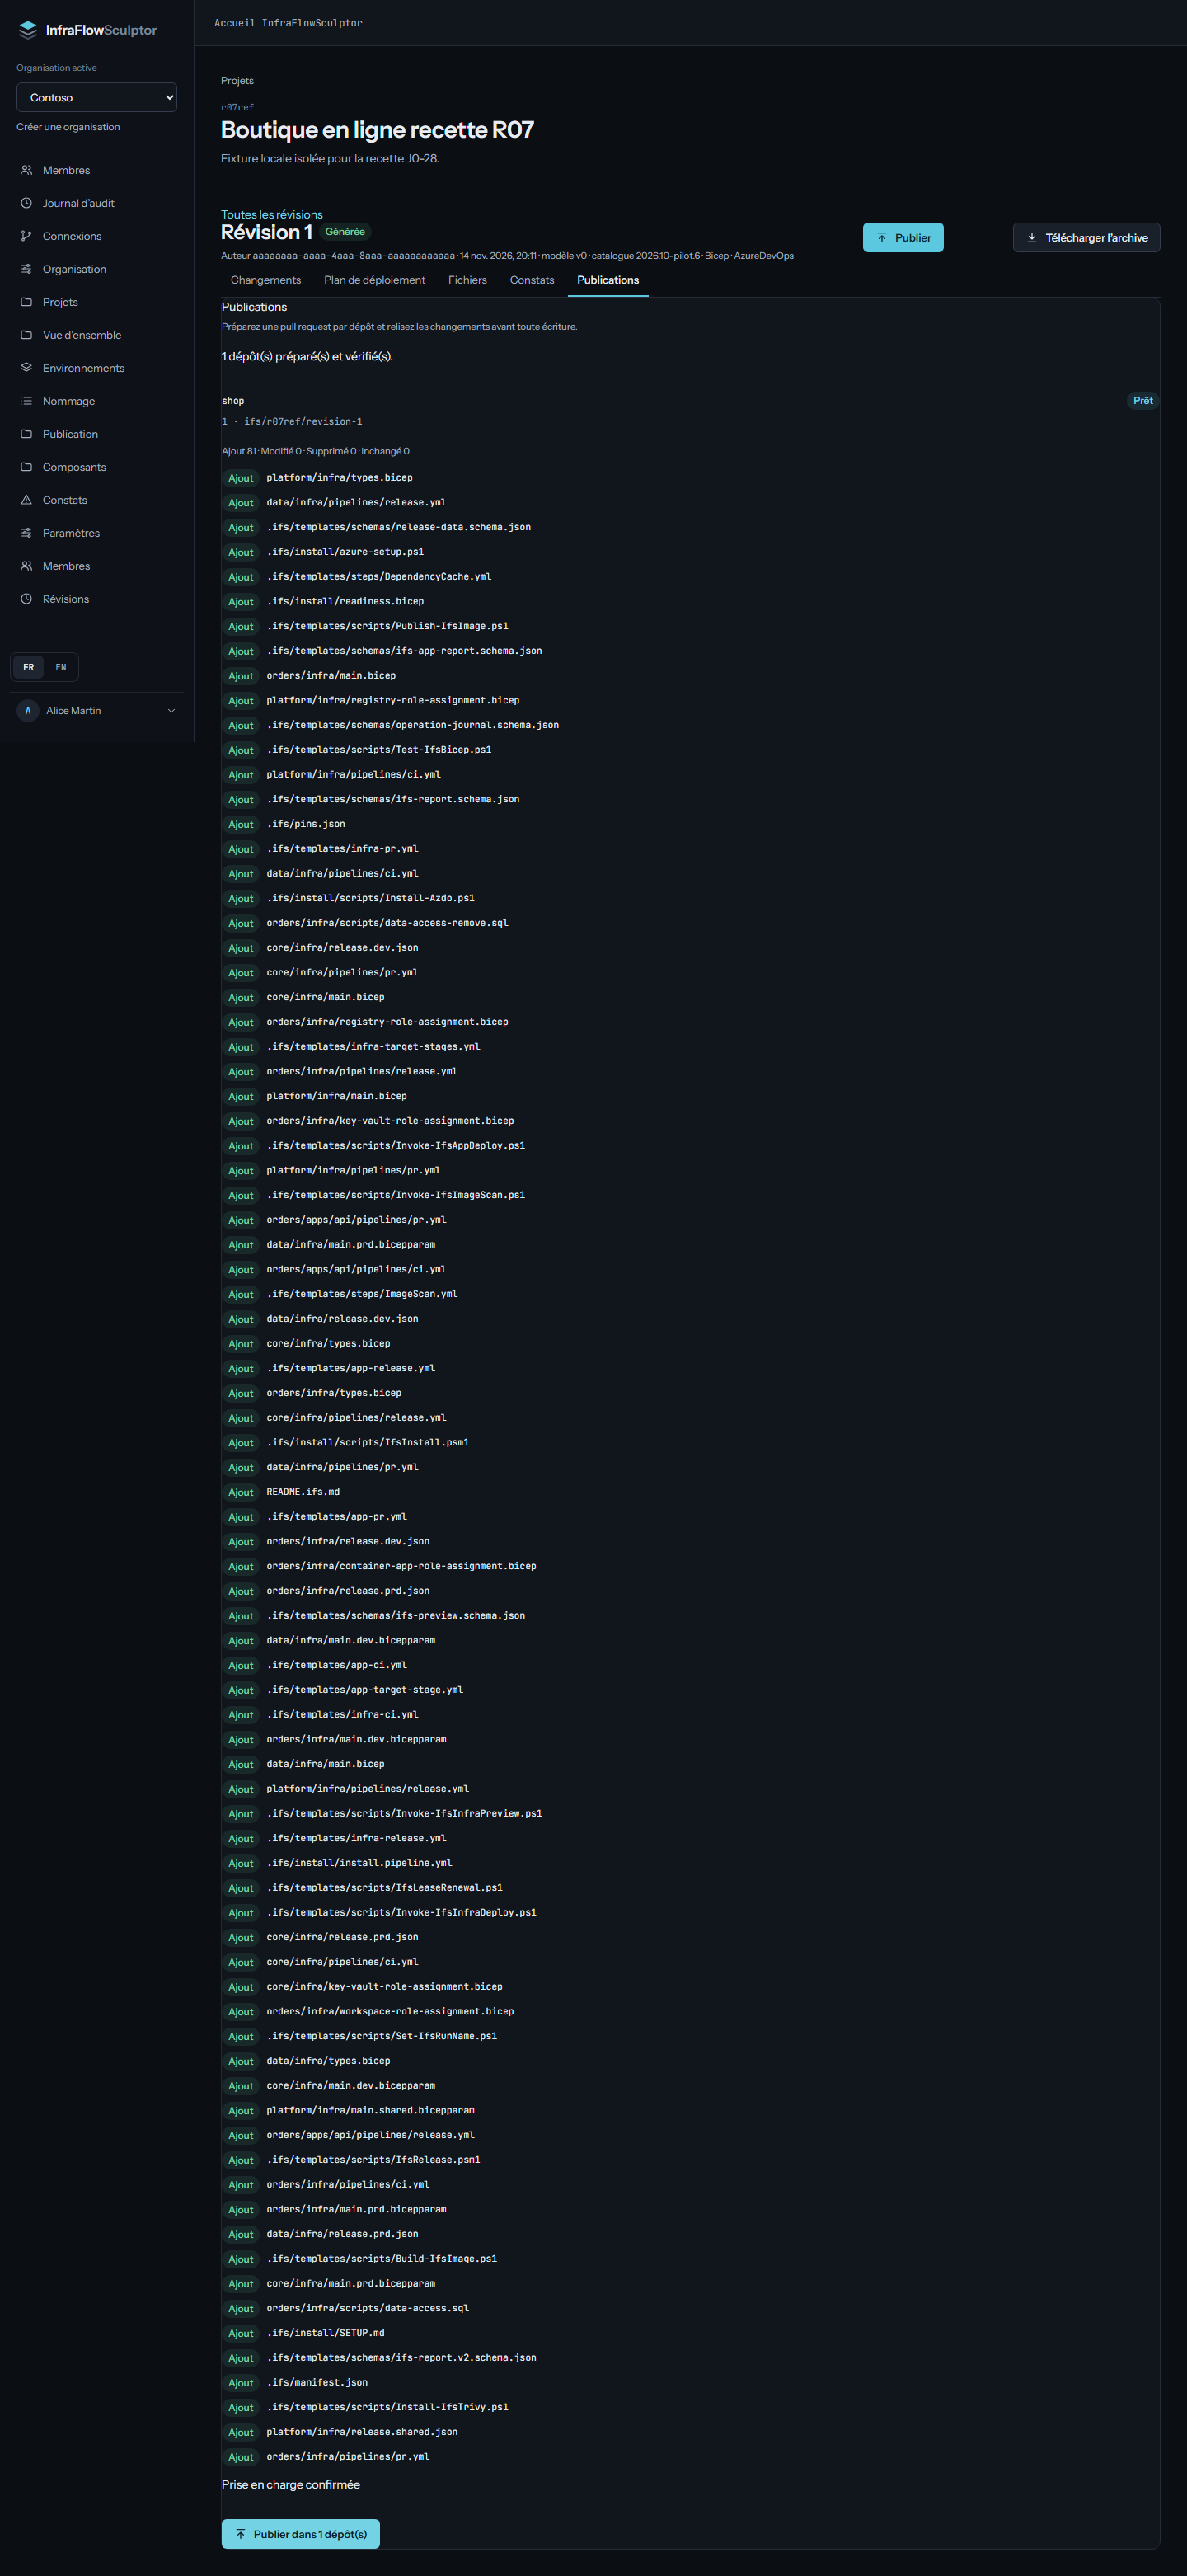 InfraFlowSculptor
Accueil InfraFlowSculptor
Organisation active
Contoso
Créer une organisation
Membres
Journal d'audit
Connexions
Organisation
Projets
Vue d'ensemble
Environnements
Nommage
Publication
Composants
Constats
Paramètres
Membres
Révisions
FR EN
A Alice Martin
Projets
r07ref
Boutique en ligne recette R07
Fixture locale isolée pour la recette J0-28.
Toutes les révisions
Révision 1 Générée
Publier
Télécharger l'archive
Auteur aaaaaaaa-aaaa-4aaa-8aaa-aaaaaaaaaaaa · 14 nov. 2026, 20:11 · modèle v0 · catalogue 2026.10-pilot.6 · Bicep · AzureDevOps
Changements Plan de déploiement Fichiers Constats Publications
Publications
Préparez une pull request par dépôt et relisez les changements avant toute écriture.
1 dépôt(s) préparé(s) et vérifié(s).
shop Prêt
1 · ifs/r07ref/revision-1
Ajout 81 · Modifié 0 · Supprimé 0 · Inchangé 0
Ajout platform/infra/types.bicep
Ajout data/infra/pipelines/release.yml
Ajout .ifs/templates/schemas/release-data.schema.json
Ajout .ifs/install/azure-setup.ps1
Ajout .ifs/templates/steps/DependencyCache.yml
Ajout .ifs/install/readiness.bicep
Ajout .ifs/templates/scripts/Publish-IfsImage.ps1
Ajout .ifs/templates/schemas/ifs-app-report.schema.json
Ajout orders/infra/main.bicep
Ajout platform/infra/registry-role-assignment.bicep
Ajout .ifs/templates/schemas/operation-journal.schema.json
Ajout .ifs/templates/scripts/Test-IfsBicep.ps1
Ajout platform/infra/pipelines/ci.yml
Ajout .ifs/templates/schemas/ifs-report.schema.json
Ajout .ifs/pins.json
Ajout .ifs/templates/infra-pr.yml
Ajout data/infra/pipelines/ci.yml
Ajout .ifs/install/scripts/Install-Azdo.ps1
Ajout orders/infra/scripts/data-access-remove.sql
Ajout core/infra/release.dev.json
Ajout core/infra/pipelines/pr.yml
Ajout core/infra/main.bicep
Ajout orders/infra/registry-role-assignment.bicep
Ajout .ifs/templates/infra-target-stages.yml
Ajout orders/infra/pipelines/release.yml
Ajout platform/infra/main.bicep
Ajout orders/infra/key-vault-role-assignment.bicep
Ajout .ifs/templates/scripts/Invoke-IfsAppDeploy.ps1
Ajout platform/infra/pipelines/pr.yml
Ajout .ifs/templates/scripts/Invoke-IfsImageScan.ps1
Ajout orders/apps/api/pipelines/pr.yml
Ajout data/infra/main.prd.bicepparam
Ajout orders/apps/api/pipelines/ci.yml
Ajout .ifs/templates/steps/ImageScan.yml
Ajout data/infra/release.dev.json
Ajout core/infra/types.bicep
Ajout .ifs/templates/app-release.yml
Ajout orders/infra/types.bicep
Ajout core/infra/pipelines/release.yml
Ajout .ifs/install/scripts/IfsInstall.psm1
Ajout data/infra/pipelines/pr.yml
Ajout README.ifs.md
Ajout .ifs/templates/app-pr.yml
Ajout orders/infra/release.dev.json
Ajout orders/infra/container-app-role-assignment.bicep
Ajout orders/infra/release.prd.json
Ajout .ifs/templates/schemas/ifs-preview.schema.json
Ajout data/infra/main.dev.bicepparam
Ajout .ifs/templates/app-ci.yml
Ajout .ifs/templates/app-target-stage.yml
Ajout .ifs/templates/infra-ci.yml
Ajout orders/infra/main.dev.bicepparam
Ajout data/infra/main.bicep
Ajout platform/infra/pipelines/release.yml
Ajout .ifs/templates/scripts/Invoke-IfsInfraPreview.ps1
Ajout .ifs/templates/infra-release.yml
Ajout .ifs/install/install.pipeline.yml
Ajout .ifs/templates/scripts/IfsLeaseRenewal.ps1
Ajout .ifs/templates/scripts/Invoke-IfsInfraDeploy.ps1
Ajout core/infra/release.prd.json
Ajout core/infra/pipelines/ci.yml
Ajout core/infra/key-vault-role-assignment.bicep
Ajout orders/infra/workspace-role-assignment.bicep
Ajout .ifs/templates/scripts/Set-IfsRunName.ps1
Ajout data/infra/types.bicep
Ajout core/infra/main.dev.bicepparam
Ajout platform/infra/main.shared.bicepparam
Ajout orders/apps/api/pipelines/release.yml
Ajout .ifs/templates/scripts/IfsRelease.psm1
Ajout orders/infra/pipelines/ci.yml
Ajout orders/infra/main.prd.bicepparam
Ajout data/infra/release.prd.json
Ajout .ifs/templates/scripts/Build-IfsImage.ps1
Ajout core/infra/main.prd.bicepparam
Ajout orders/infra/scripts/data-access.sql
Ajout .ifs/install/SETUP.md
Ajout .ifs/templates/schemas/ifs-report.v2.schema.json
Ajout .ifs/manifest.json
Ajout .ifs/templates/scripts/Install-IfsTrivy.ps1
Ajout platform/infra/release.shared.json
Ajout orders/infra/pipelines/pr.yml
Prise en charge confirmée
Publier dans 1 dépôt(s)